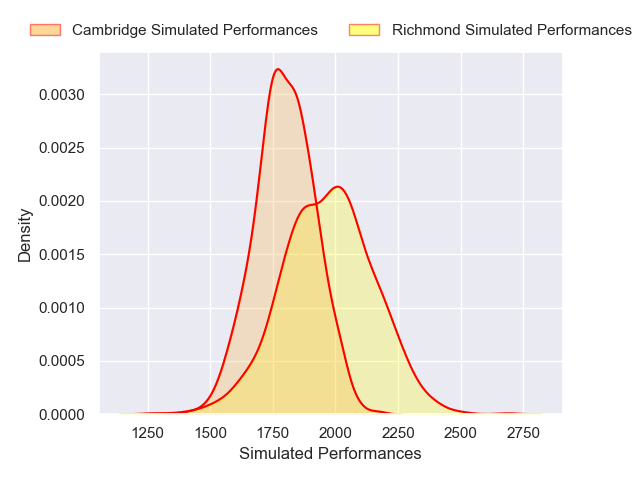 Cambridge Simulated Performances Richmond Simulated Performances
0.0030
0.0025
0.0020
0.0015
0.0010
0.0005
0.0000
Density
1250 1500 1750 2000 2250 2500 2750
Simulated Performances